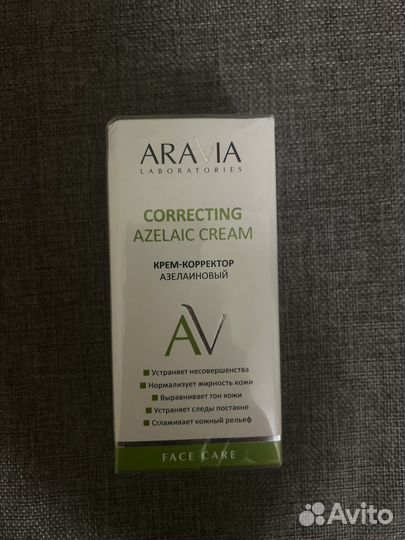 ARAVIA
LABORATORIES
CORRECTING
AZELAIC CREAM
КРЕМ-КОРРЕКТОР
АЗЕЛАИНОВЫЙ
AV
Устраняет несовершенства
Нормализует жирность кожи
Выравнивает тон кожи
Устраняет следы постакне
Сглаживает кожный рельеф
FACE CARE
Avito